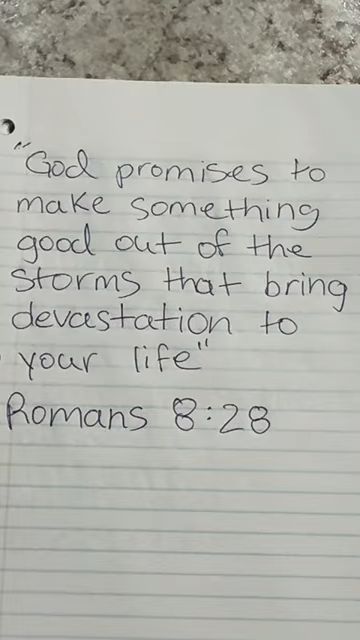 "God promises to
make something
good out of the
storms that bring
devastation to
your life"
Romans 8:28